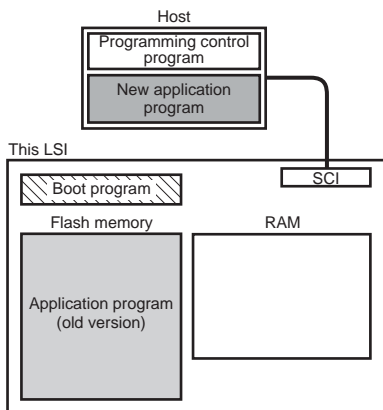 Host
Programming control
program
New application
program
This LSI
SCI
Boot program
Flash memory
RAM
Application program
(old version)